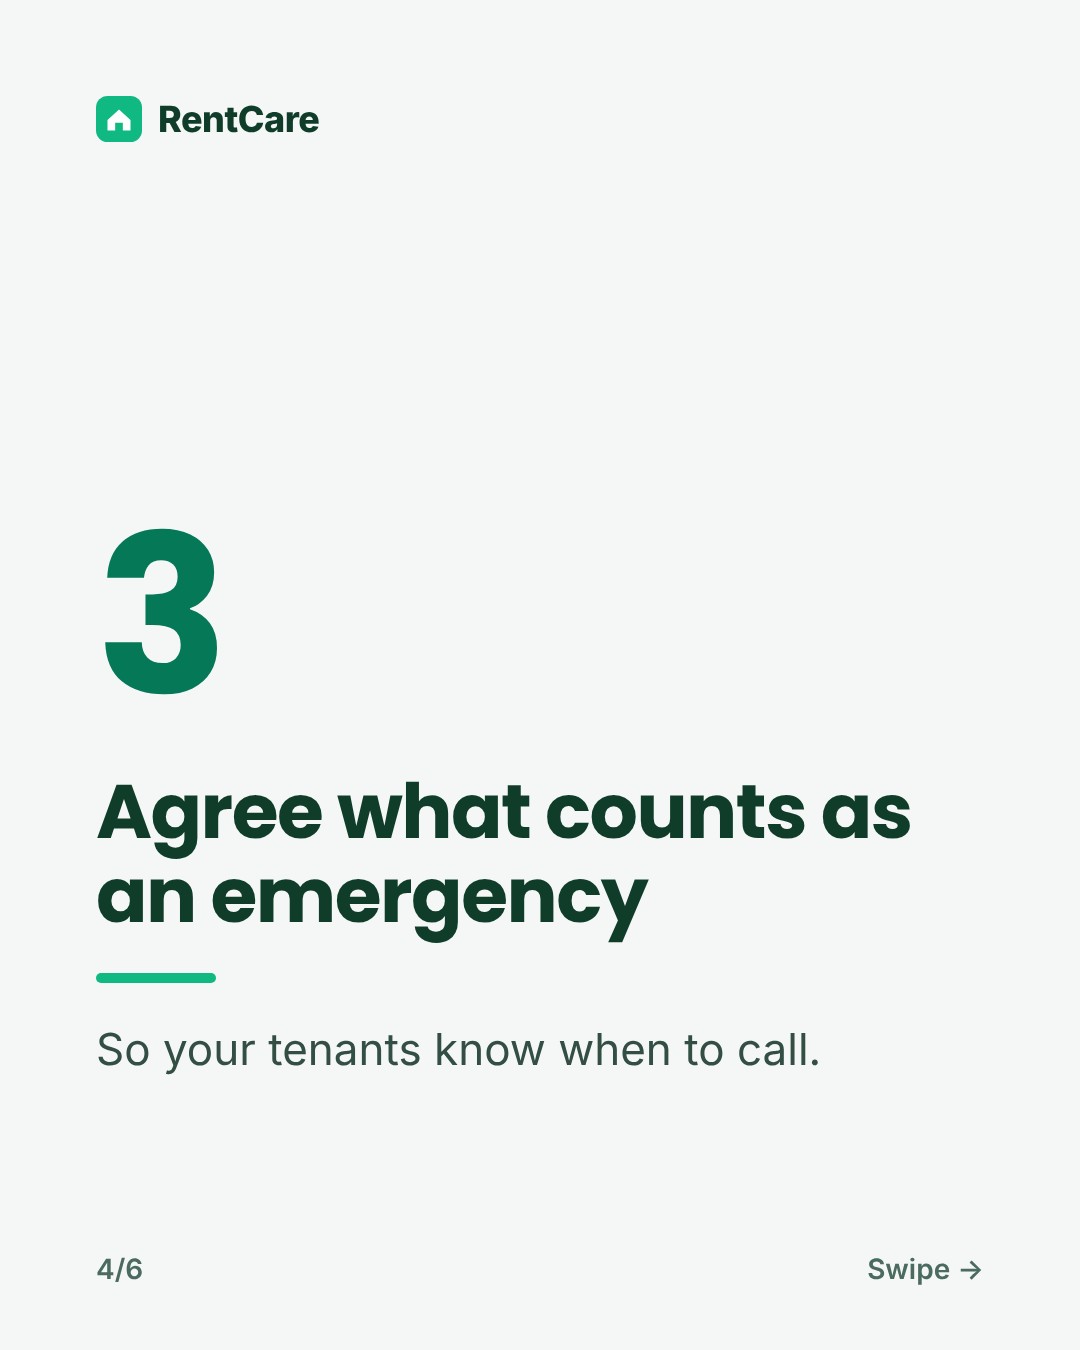 RentCare
3
Agree what counts as
an emergency
So your tenants know when to call.
4/6
Swipe →